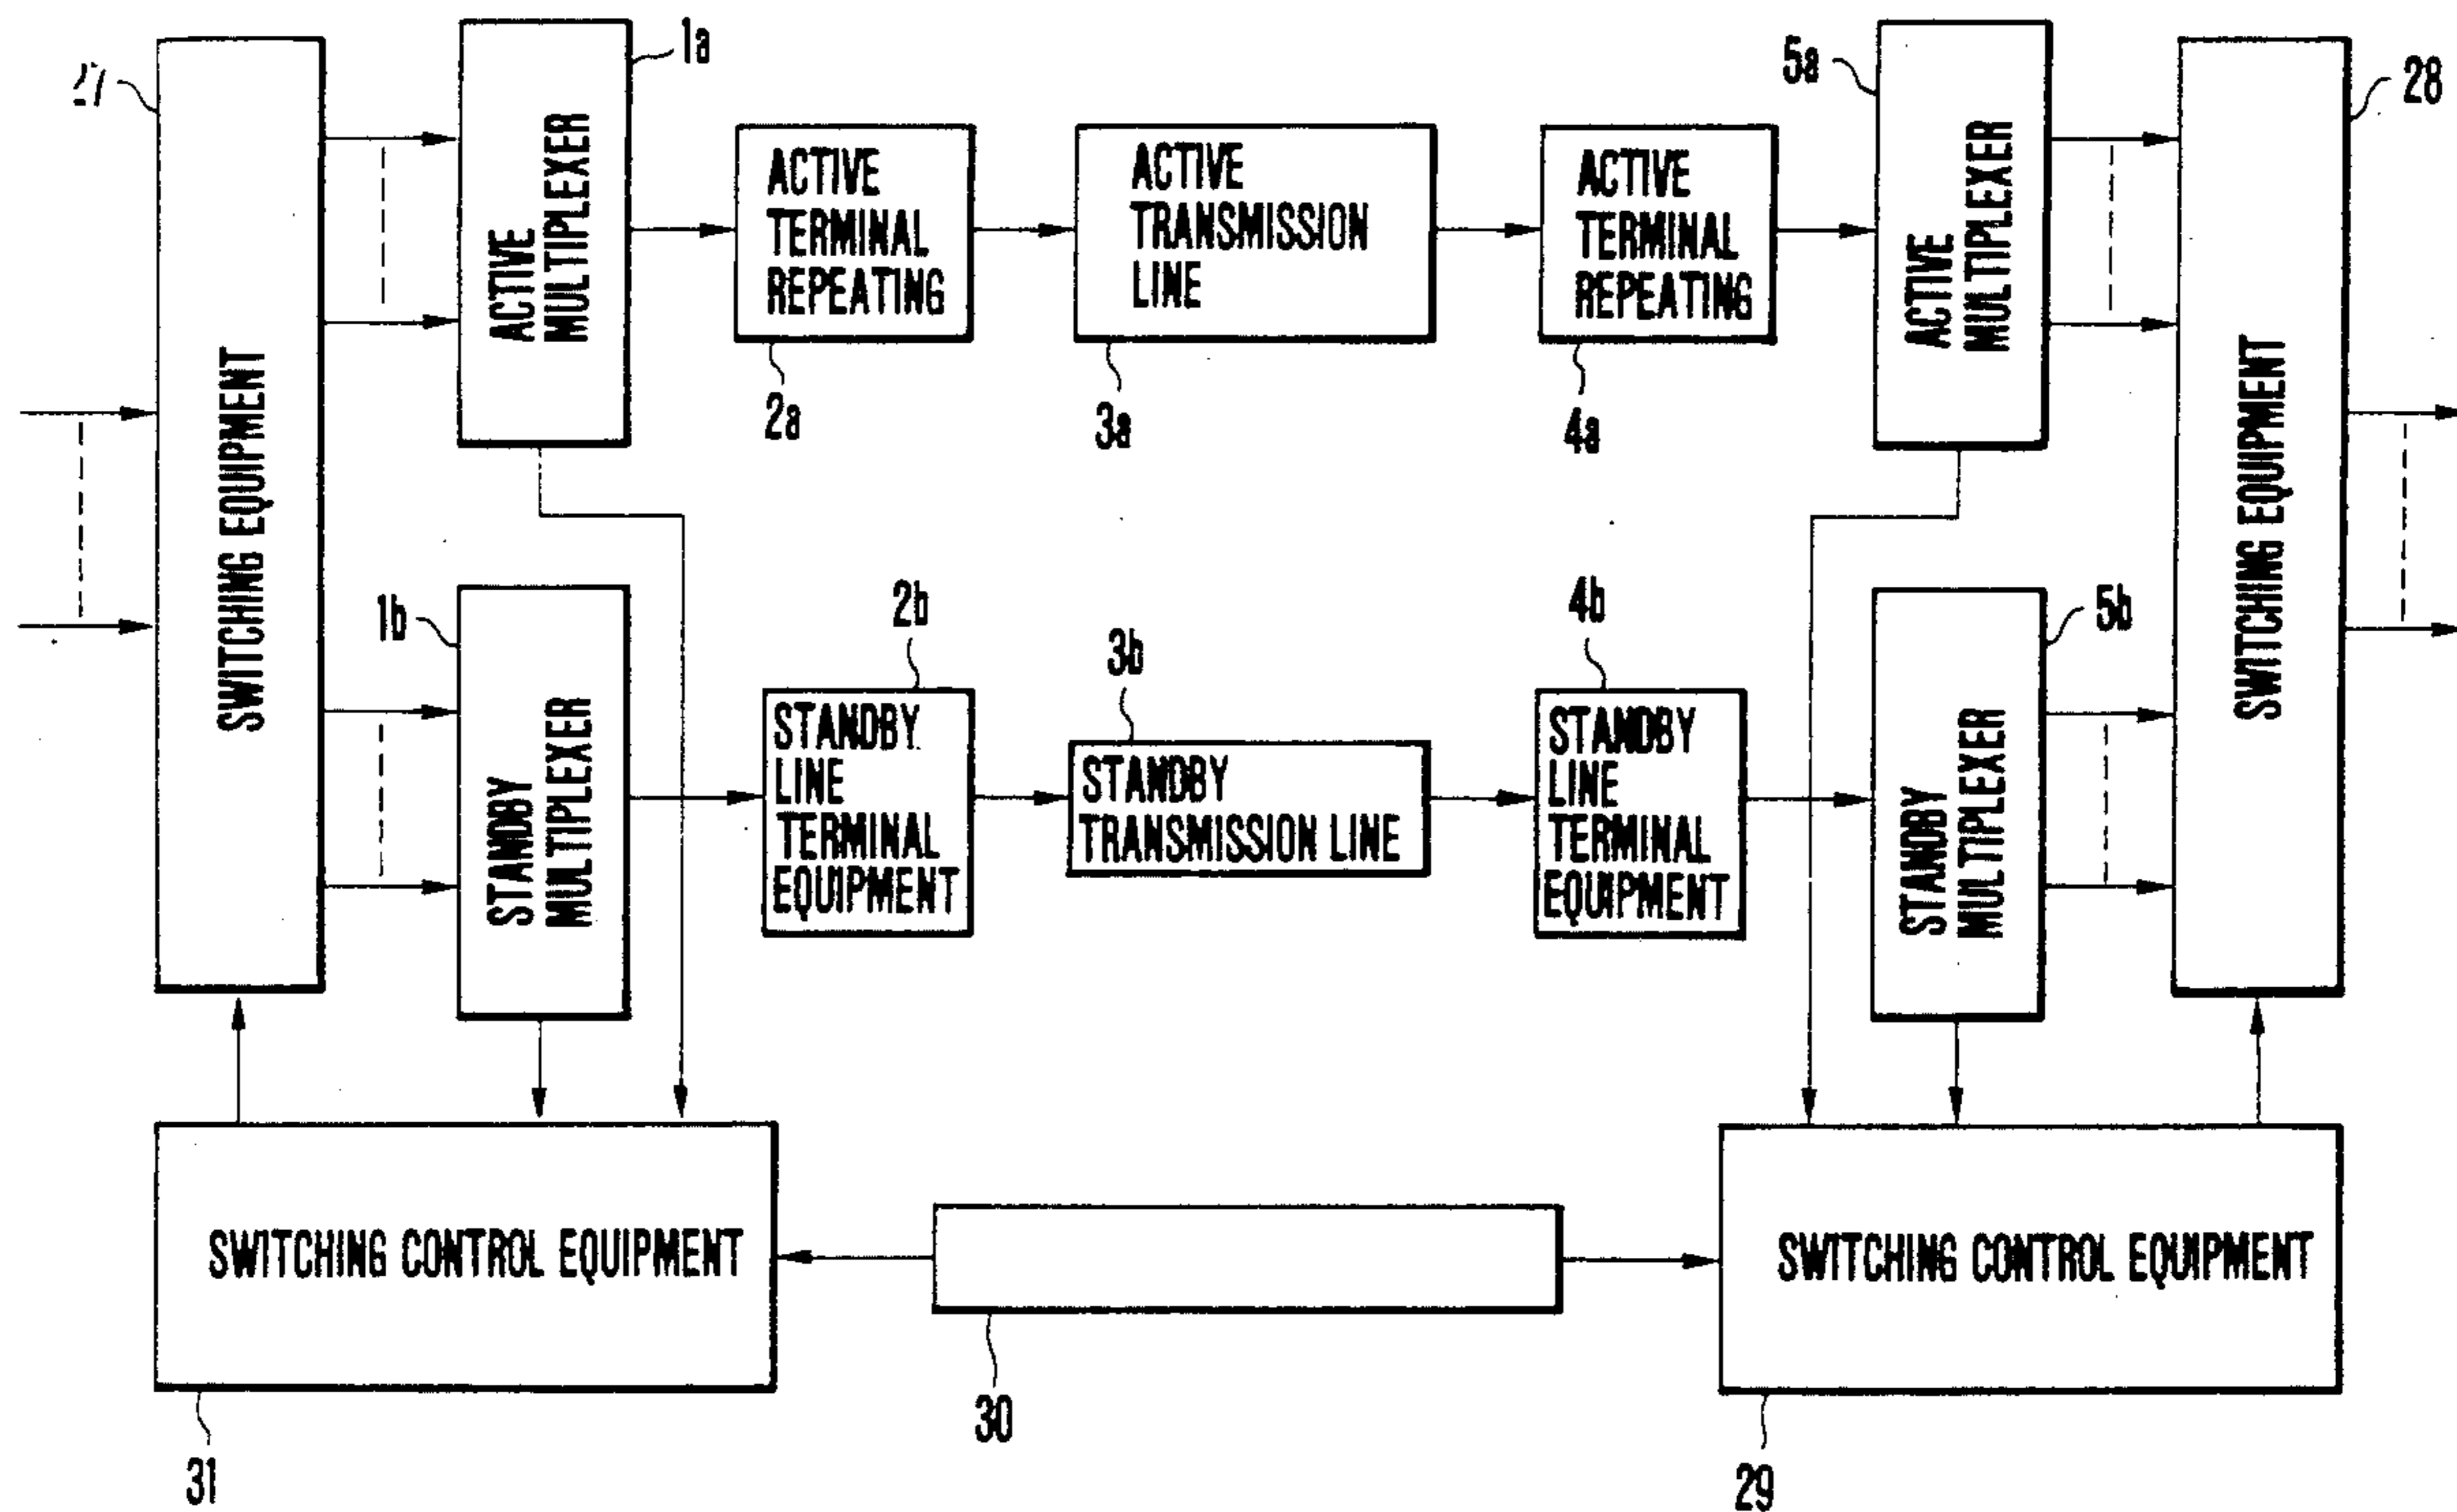 27
1a
5a
28
SWITCHING EQUIPMENT
ACTIVE
MULTIPLEXER
ACTIVE
TERMINAL
REPEATING
ACTIVE
TRANSMISSION
LINE
ACTIVE
TERMINAL
REPEATING
ACTIVE
MULTIPLEXER
SWITCHING EQUIPMENT
2a
3a
4a
1b
2b
3b
4b
5b
STANDBY
MULTIPLEXER
STANDBY
LINE
TERMINAL
EQUIPMENT
STANDBY
TRANSMISSION LINE
STANDBY
LINE
TERMINAL
EQUIPMENT
STANDBY
MULTIPLEXER
SWITCHING CONTROL EQUIPMENT
SWITCHING CONTROL EQUIPMENT
31
30
29